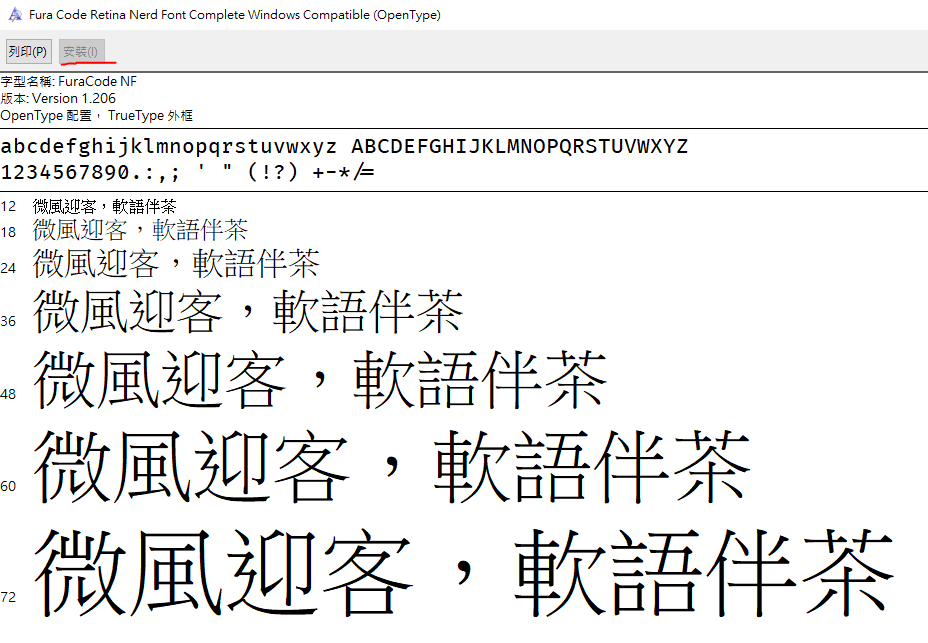 Fura Code Retina Nerd Font Complete Windows Compatible (OpenType)
列印(P) 安裝(I)
字型名稱: FuraCode NF
版本: Version 1.206
OpenType 配置， TrueType 外框
abcdefghijklmnopqrstuvwxyz ABCDEFGHIJKLMNOPQRSTUVWXYZ
1234567890.:,; ' " (!?) +-*/=
12 微風迎客，軟語伴茶
18 微風迎客，軟語伴茶
24 微風迎客，軟語伴茶
36 微風迎客，軟語伴茶
48 微風迎客，軟語伴茶
60 微風迎客，軟語伴茶
72 微風迎客，軟語伴茶